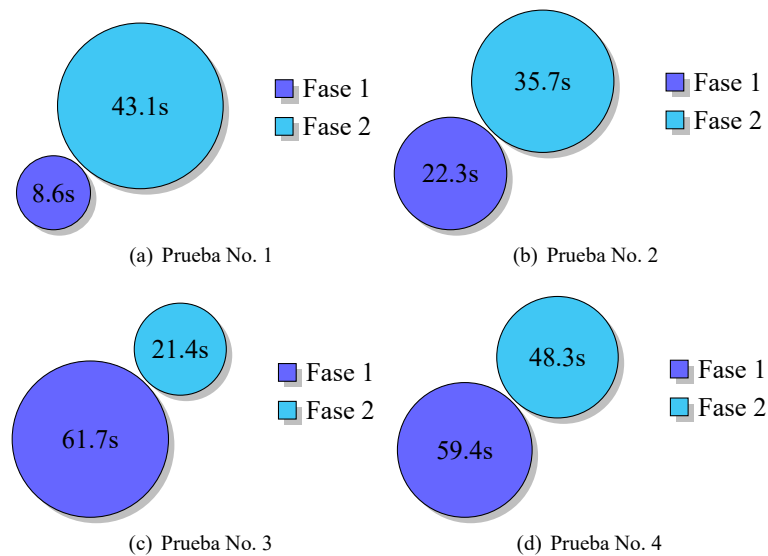 43.1s
8.6s
Fase 1
Fase 2
(a) Prueba No. 1
35.7s
22.3s
Fase 1
Fase 2
(b) Prueba No. 2
21.4s
61.7s
Fase 1
Fase 2
(c) Prueba No. 3
48.3s
59.4s
Fase 1
Fase 2
(d) Prueba No. 4